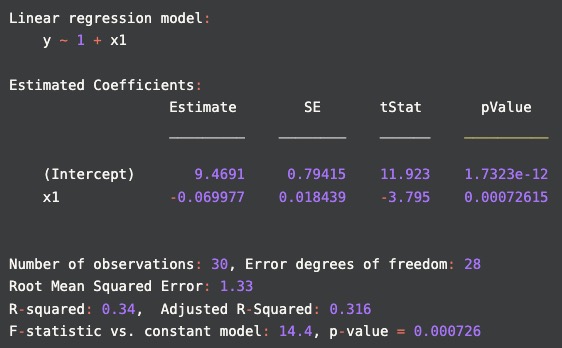 Linear regression model:
y ~ 1 + x1
Estimated Coefficients:
Estimate SE tStat pValue
(Intercept) 9.4691 0.79415 11.923 1.7323e-12
x1 -0.069977 0.018439 -3.795 0.00072615
Number of observations: 30, Error degrees of freedom: 28
Root Mean Squared Error: 1.33
R-squared: 0.34, Adjusted R-Squared: 0.316
F-statistic vs. constant model: 14.4, p-value = 0.000726